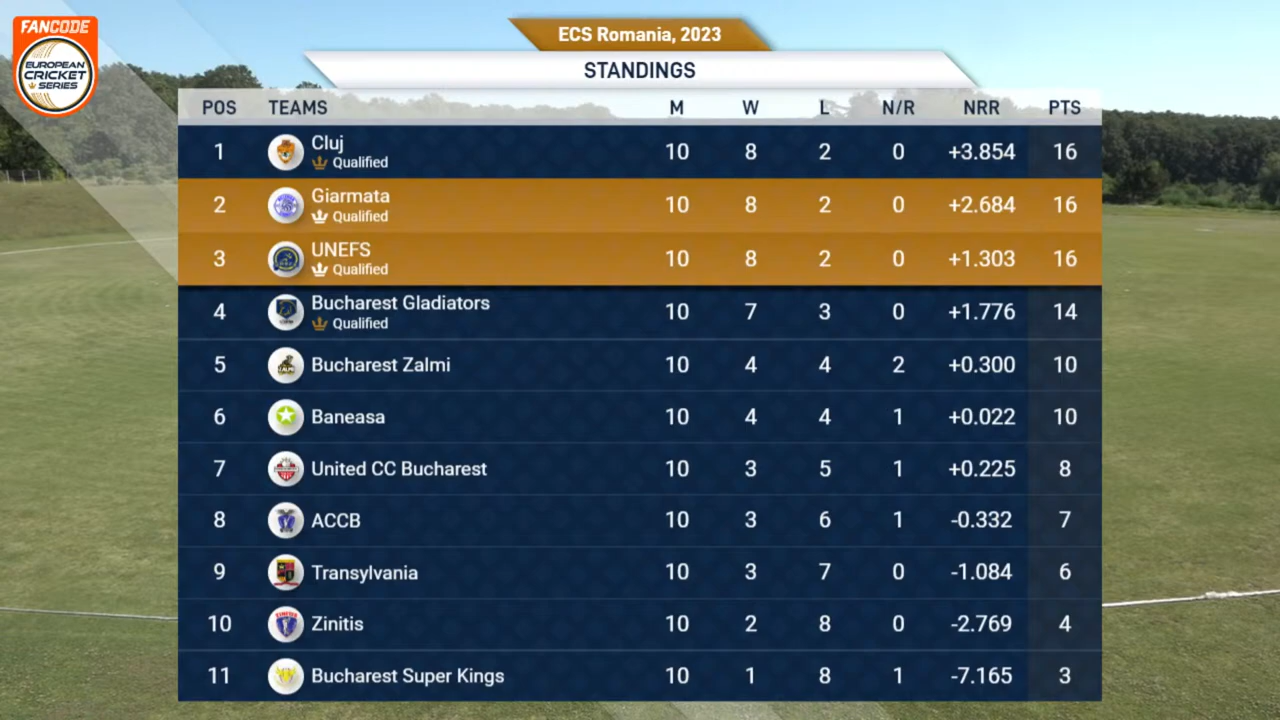 FANCODE
EUROPEAN
CRICKET
SERIES
ECS Romania, 2023
STANDINGS
POS TEAMS M W L N/R NRR PTS
1 Cluj Qualified 10 8 2 0 +3.854 16
2 Giarmata Qualified 10 8 2 0 +2.684 16
3 UNEFS Qualified 10 8 2 0 +1.303 16
4 Bucharest Gladiators Qualified 10 7 3 0 +1.776 14
5 Bucharest Zalmi 10 4 4 2 +0.300 10
6 Baneasa 10 4 4 1 +0.022 10
7 United CC Bucharest 10 3 5 1 +0.225 8
8 ACCB 10 3 6 1 -0.332 7
9 Transylvania 10 3 7 0 -1.084 6
10 Zinitis 10 2 8 0 -2.769 4
11 Bucharest Super Kings 10 1 8 1 -7.165 3